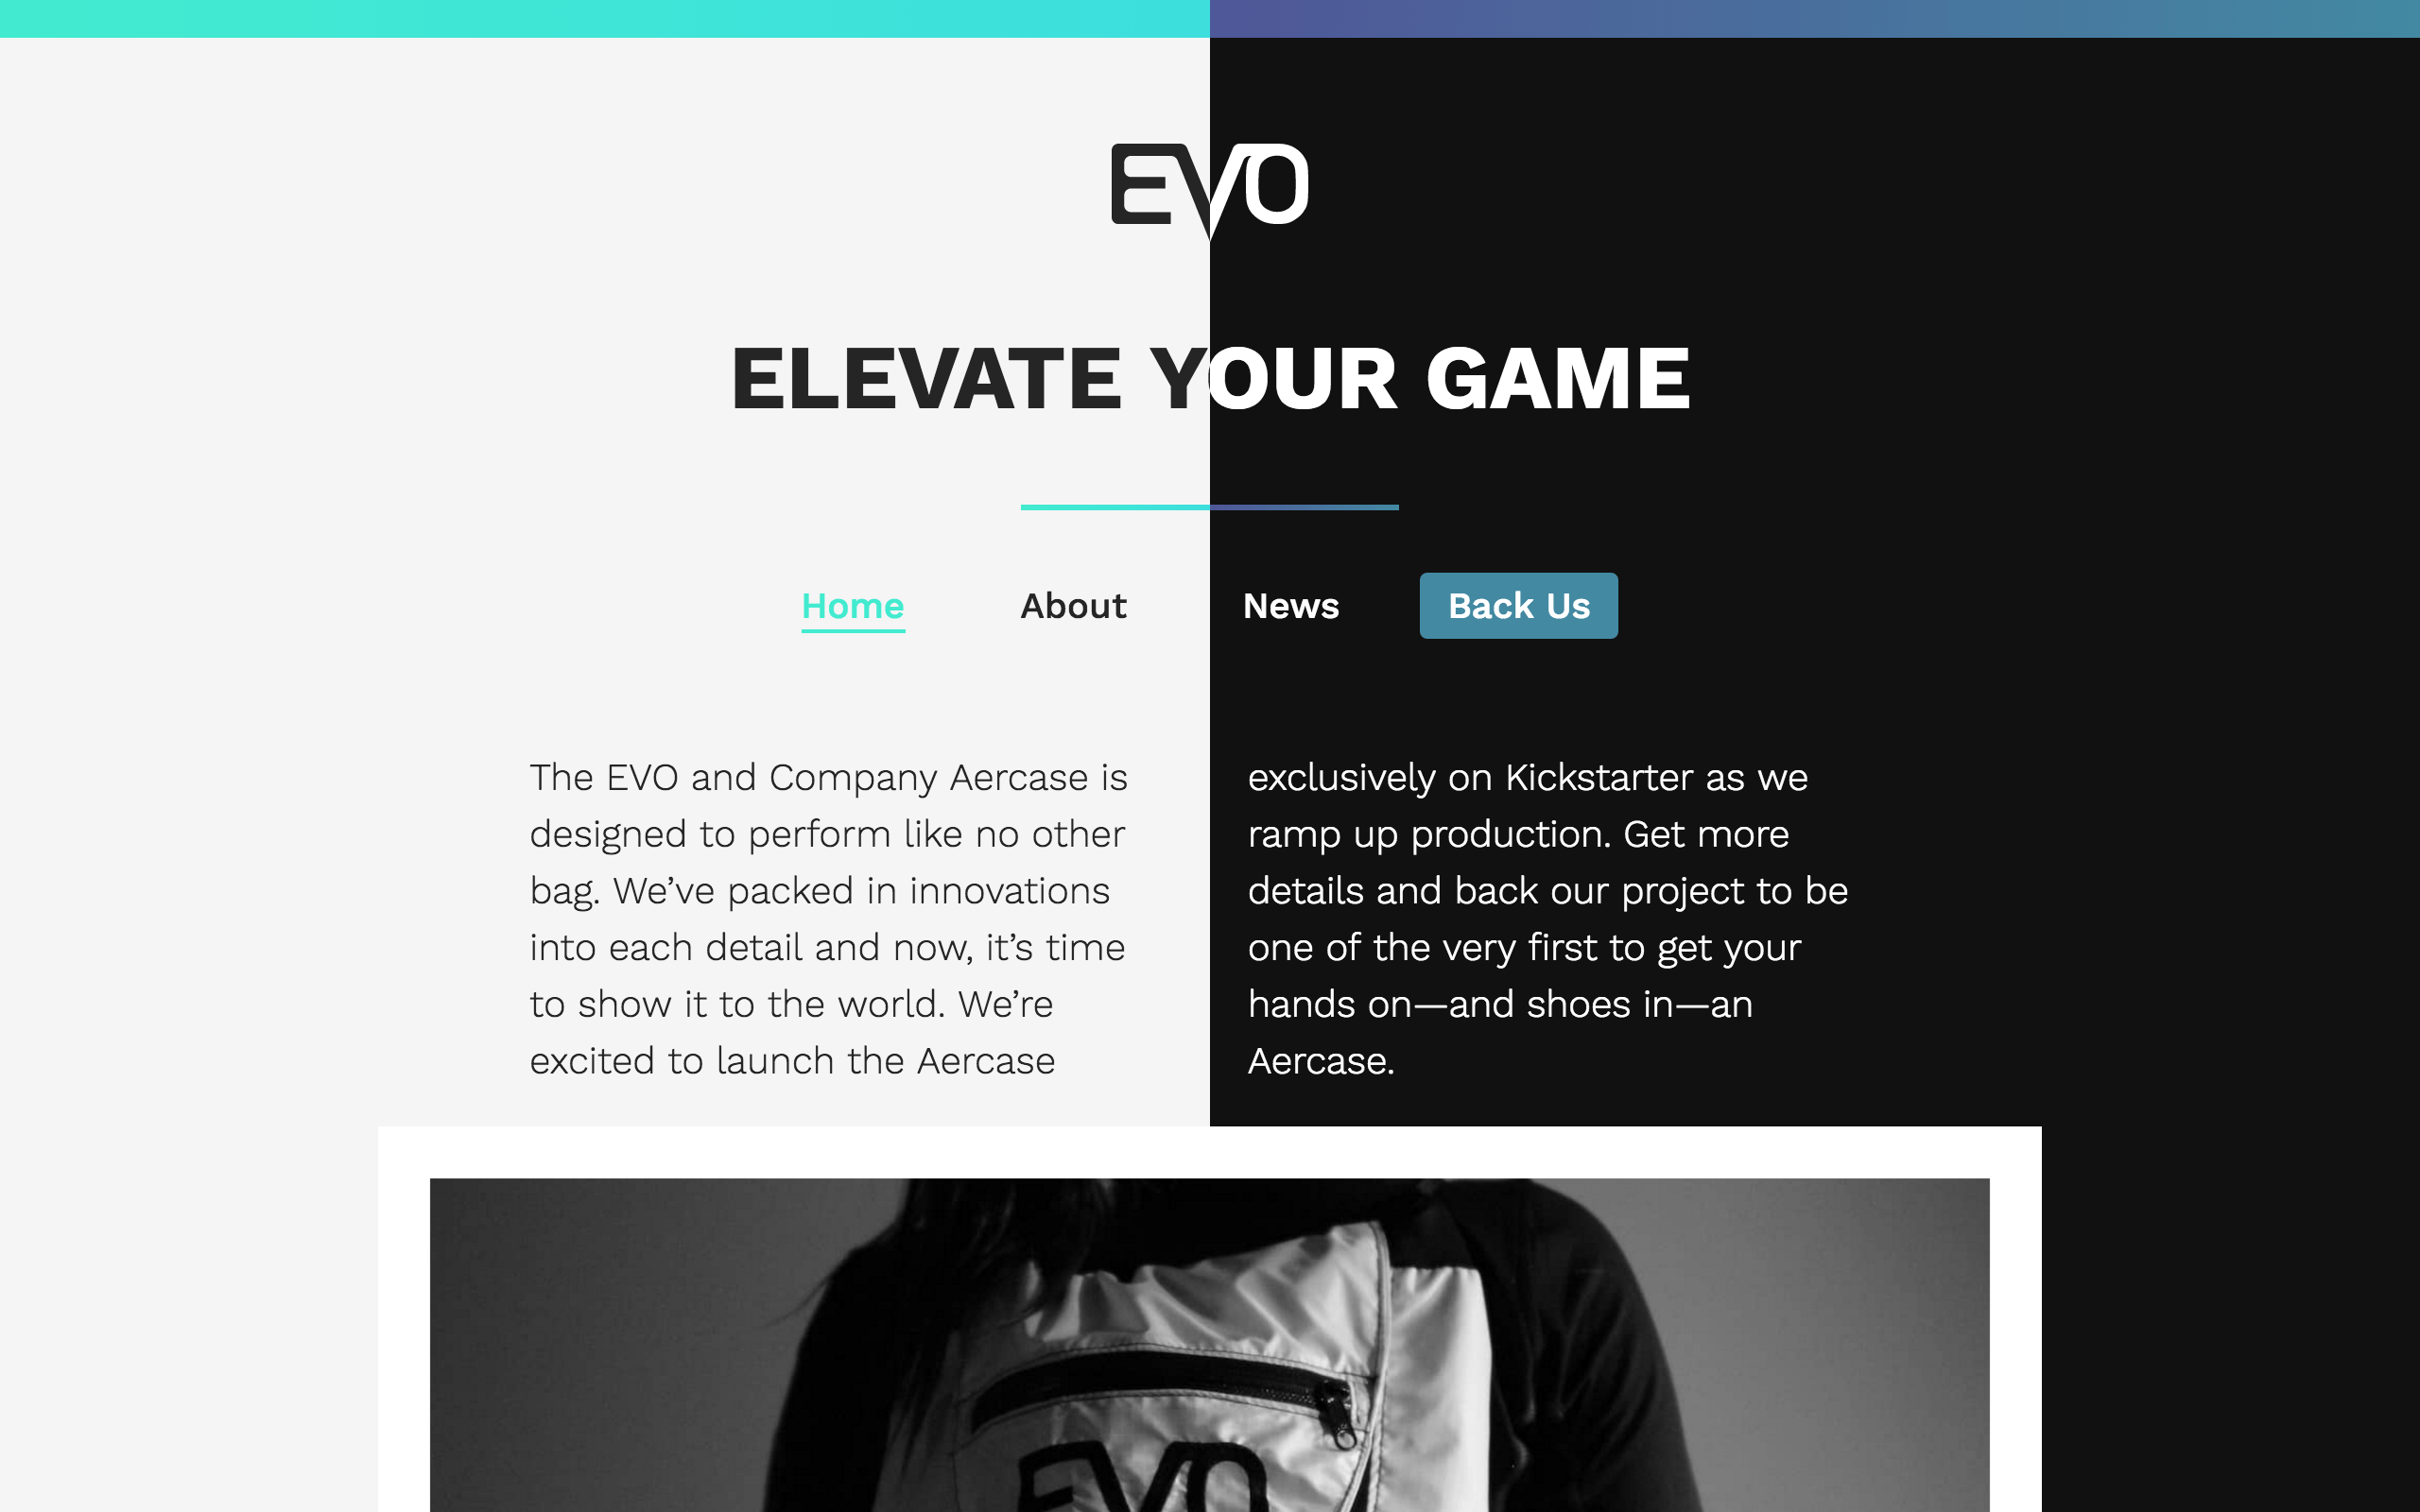 EVO
ELEVATE YOUR GAME
Home
About
News
Back Us
The EVO and Company Aercase is
designed to perform like no other
bag. We’ve packed in innovations
into each detail and now, it’s time
to show it to the world. We’re
excited to launch the Aercase
exclusively on Kickstarter as we
ramp up production. Get more
details and back our project to be
one of the very first to get your
hands on—and shoes in—an
Aercase.
EVO